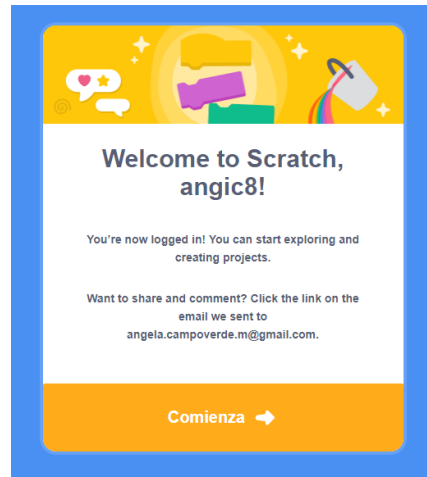 Welcome to Scratch,
angic8!
You're now logged in! You can start exploring and
creating projects.
Want to share and comment? Click the link on the
email we sent to
angela.campoverde.m@gmail.com.
Comienza